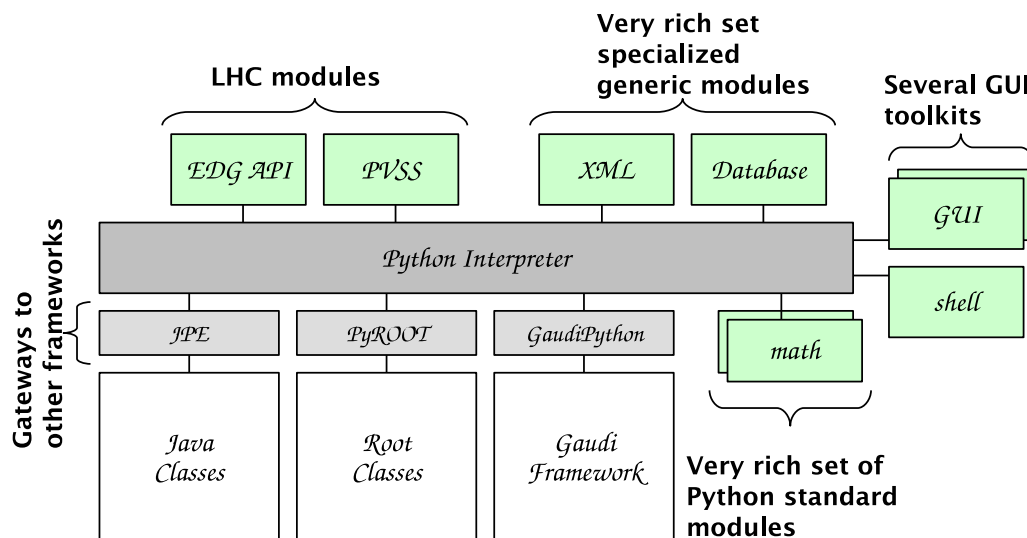 Very rich set
specialized
generic modules
LHC modules
Several GUI
toolkits
EDG API
PVSS
XML
Database
GUI
Python Interpreter
shell
Gateways to
other frameworks
JPE
PyROOT
GaudiPython
math
Java
Classes
Root
Classes
Gaudi
Framework
Very rich set of
Python standard
modules